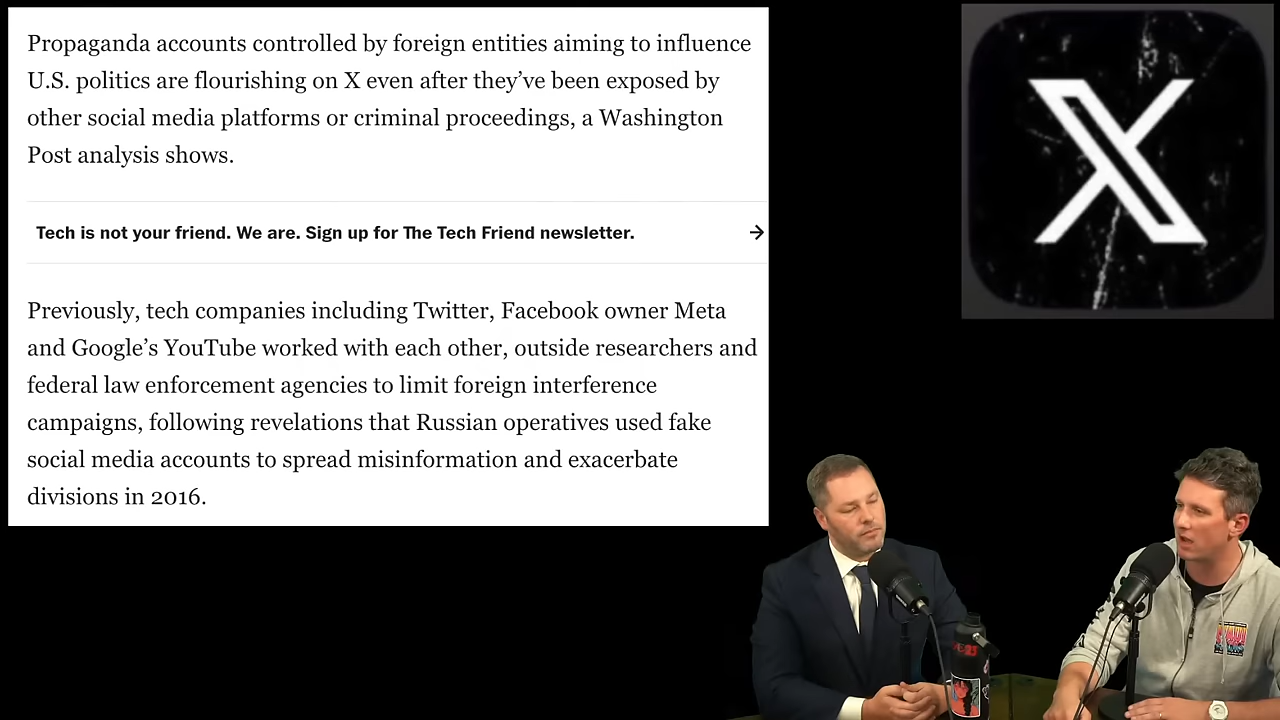 Propaganda accounts controlled by foreign entities aiming to influence
U.S. politics are flourishing on X even after they’ve been exposed by
other social media platforms or criminal proceedings, a Washington
Post analysis shows.
Tech is not your friend. We are. Sign up for The Tech Friend newsletter.
Previously, tech companies including Twitter, Facebook owner Meta
and Google’s YouTube worked with each other, outside researchers and
federal law enforcement agencies to limit foreign interference
campaigns, following revelations that Russian operatives used fake
social media accounts to spread misinformation and exacerbate
divisions in 2016.
X